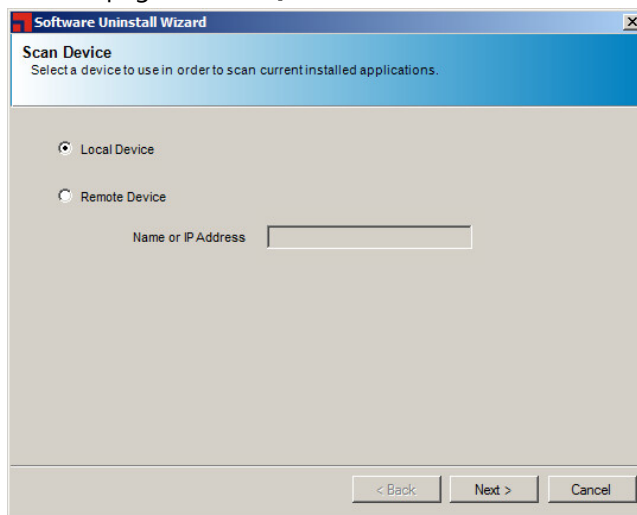 Software Uninstall Wizard
Scan Device
Select a device to use in order to scan current installed applications.
Local Device
Remote Device
Name or IP Address
< Back Next > Cancel